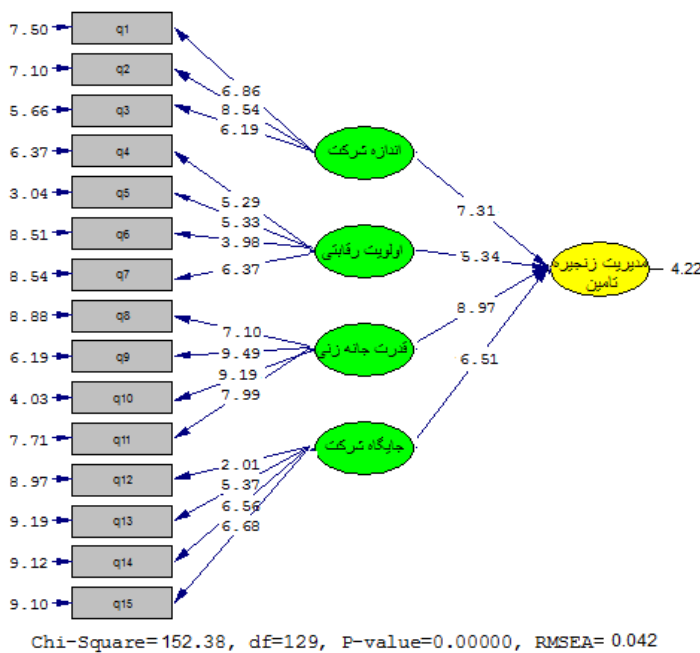 7.50 q1
7.10 q2
5.66 q3
6.37 q4
3.04 q5
8.51 q6
8.54 q7
8.88 q8
6.19 q9
4.03 q10
7.71 q11
8.97 q12
9.19 q13
9.12 q14
9.10 q15
6.86
8.54
6.19
5.29
5.33
3.98
6.37
7.10
9.49
9.19
7.99
2.01
5.37
6.56
6.68
اندازه شرکت
اولویت رقابتی
قدرت چانه زنی
جایگاه شرکت
7.31
5.34
8.97
6.51
مدیریت زنجیره
تامین
4.22
Chi-Square=152.38, df=129, P-value=0.00000, RMSEA= 0.042